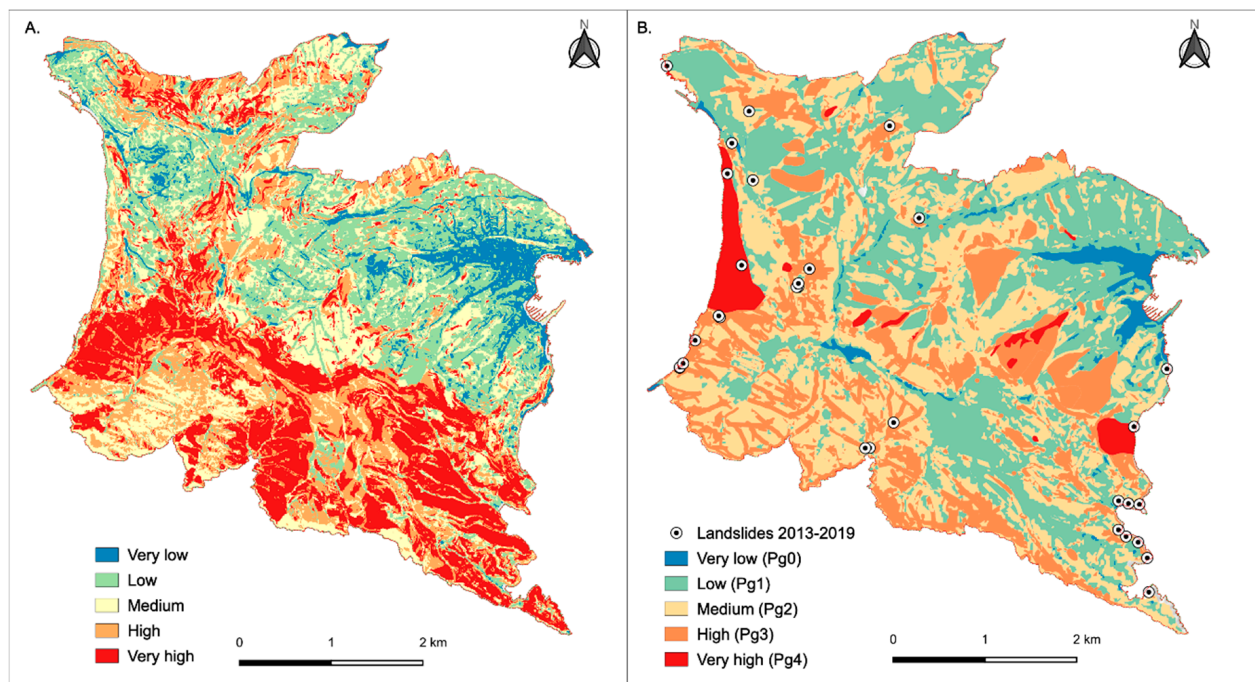 A.
N
Very low
Low
Medium
High
Very high
0 1 2 km
B.
N
Landslides 2013-2019
Very low (Pg0)
Low (Pg1)
Medium (Pg2)
High (Pg3)
Very high (Pg4)
0 1 2 km